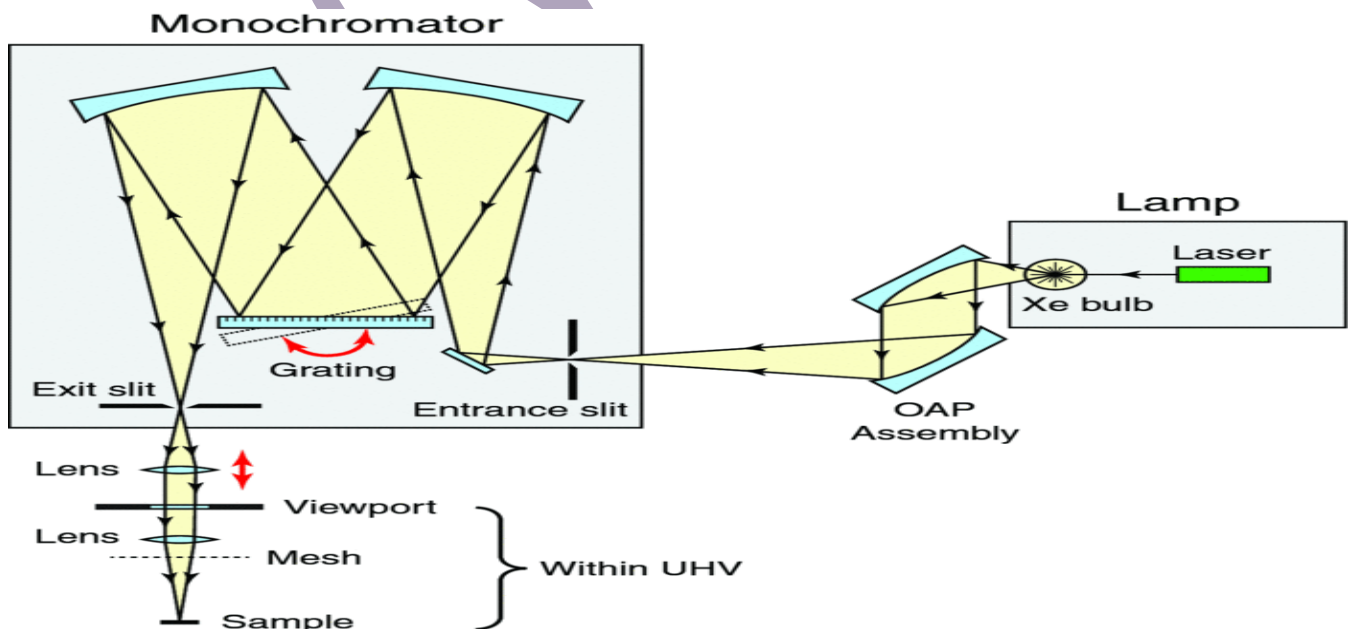 Monochromator
Lamp
Laser
Xe bulb
Grating
Exit slit
Entrance slit
OAP
Assembly
Lens
Viewport
Lens
Mesh
Within UHV
Sample